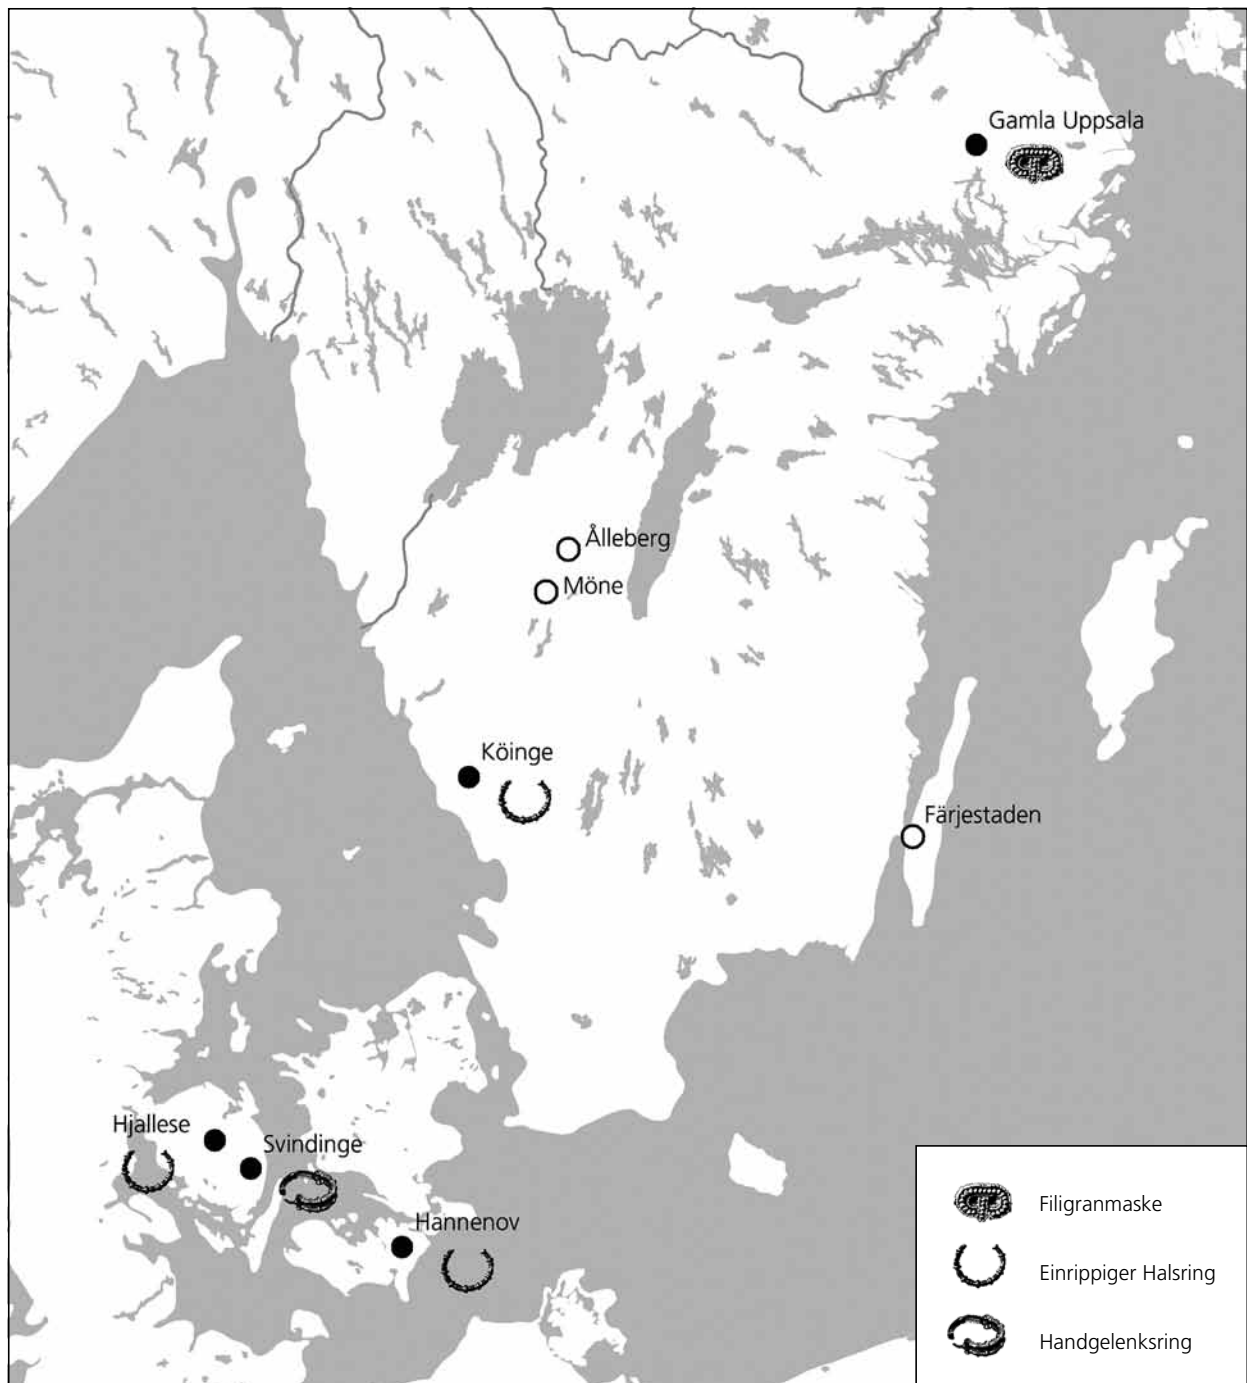 Gamla Uppsala
Ålleberg
Möne
Köinge
Färjestaden
Hjallese
Svindinge
Hannenov
Filigranmaske
Einrippiger Halsring
Handgelenksring